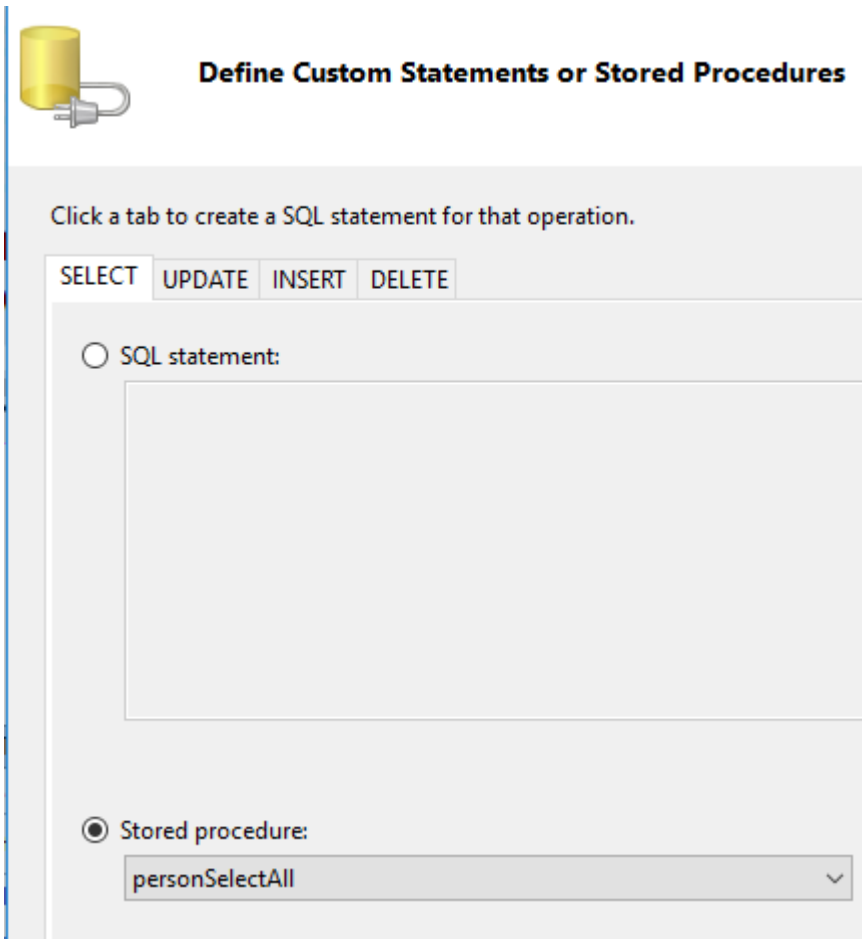 Define Custom Statements or Stored Procedures
Click a tab to create a SQL statement for that operation.
SELECT UPDATE INSERT DELETE
SQL statement:
Stored procedure:
personSelectAll